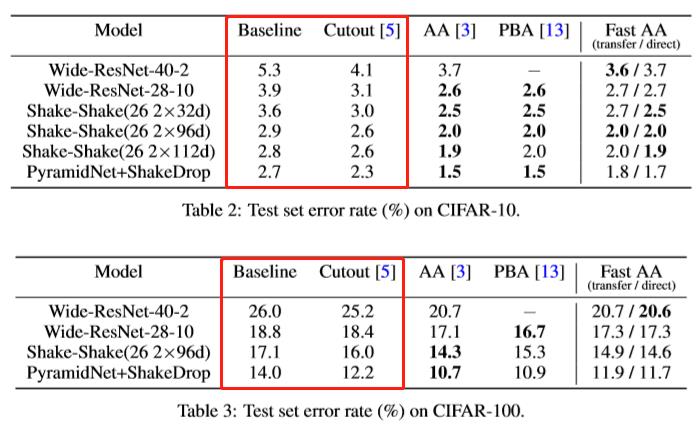 Model Baseline Cutout [5] AA [3] PBA [13] Fast AA
(transfer / direct)
Wide-ResNet-40-2 5.3 4.1 3.7 — 3.6 / 3.7
Wide-ResNet-28-10 3.9 3.1 2.6 2.6 2.7 / 2.7
Shake-Shake(26 2×32d) 3.6 3.0 2.5 2.5 2.7 / 2.5
Shake-Shake(26 2×96d) 2.9 2.6 2.0 2.0 2.0 / 2.0
Shake-Shake(26 2×112d) 2.8 2.6 1.9 2.0 2.0 / 1.9
PyramidNet+ShakeDrop 2.7 2.3 1.5 1.5 1.8 / 1.7
Table 2: Test set error rate (%) on CIFAR-10.
Model Baseline Cutout [5] AA [3] PBA [13] Fast AA
(transfer / direct)
Wide-ResNet-40-2 26.0 25.2 20.7 — 20.7 / 20.6
Wide-ResNet-28-10 18.8 18.4 17.1 16.7 17.3 / 17.3
Shake-Shake(26 2×96d) 17.1 16.0 14.3 15.3 14.9 / 14.6
PyramidNet+ShakeDrop 14.0 12.2 10.7 10.9 11.9 / 11.7
Table 3: Test set error rate (%) on CIFAR-100.